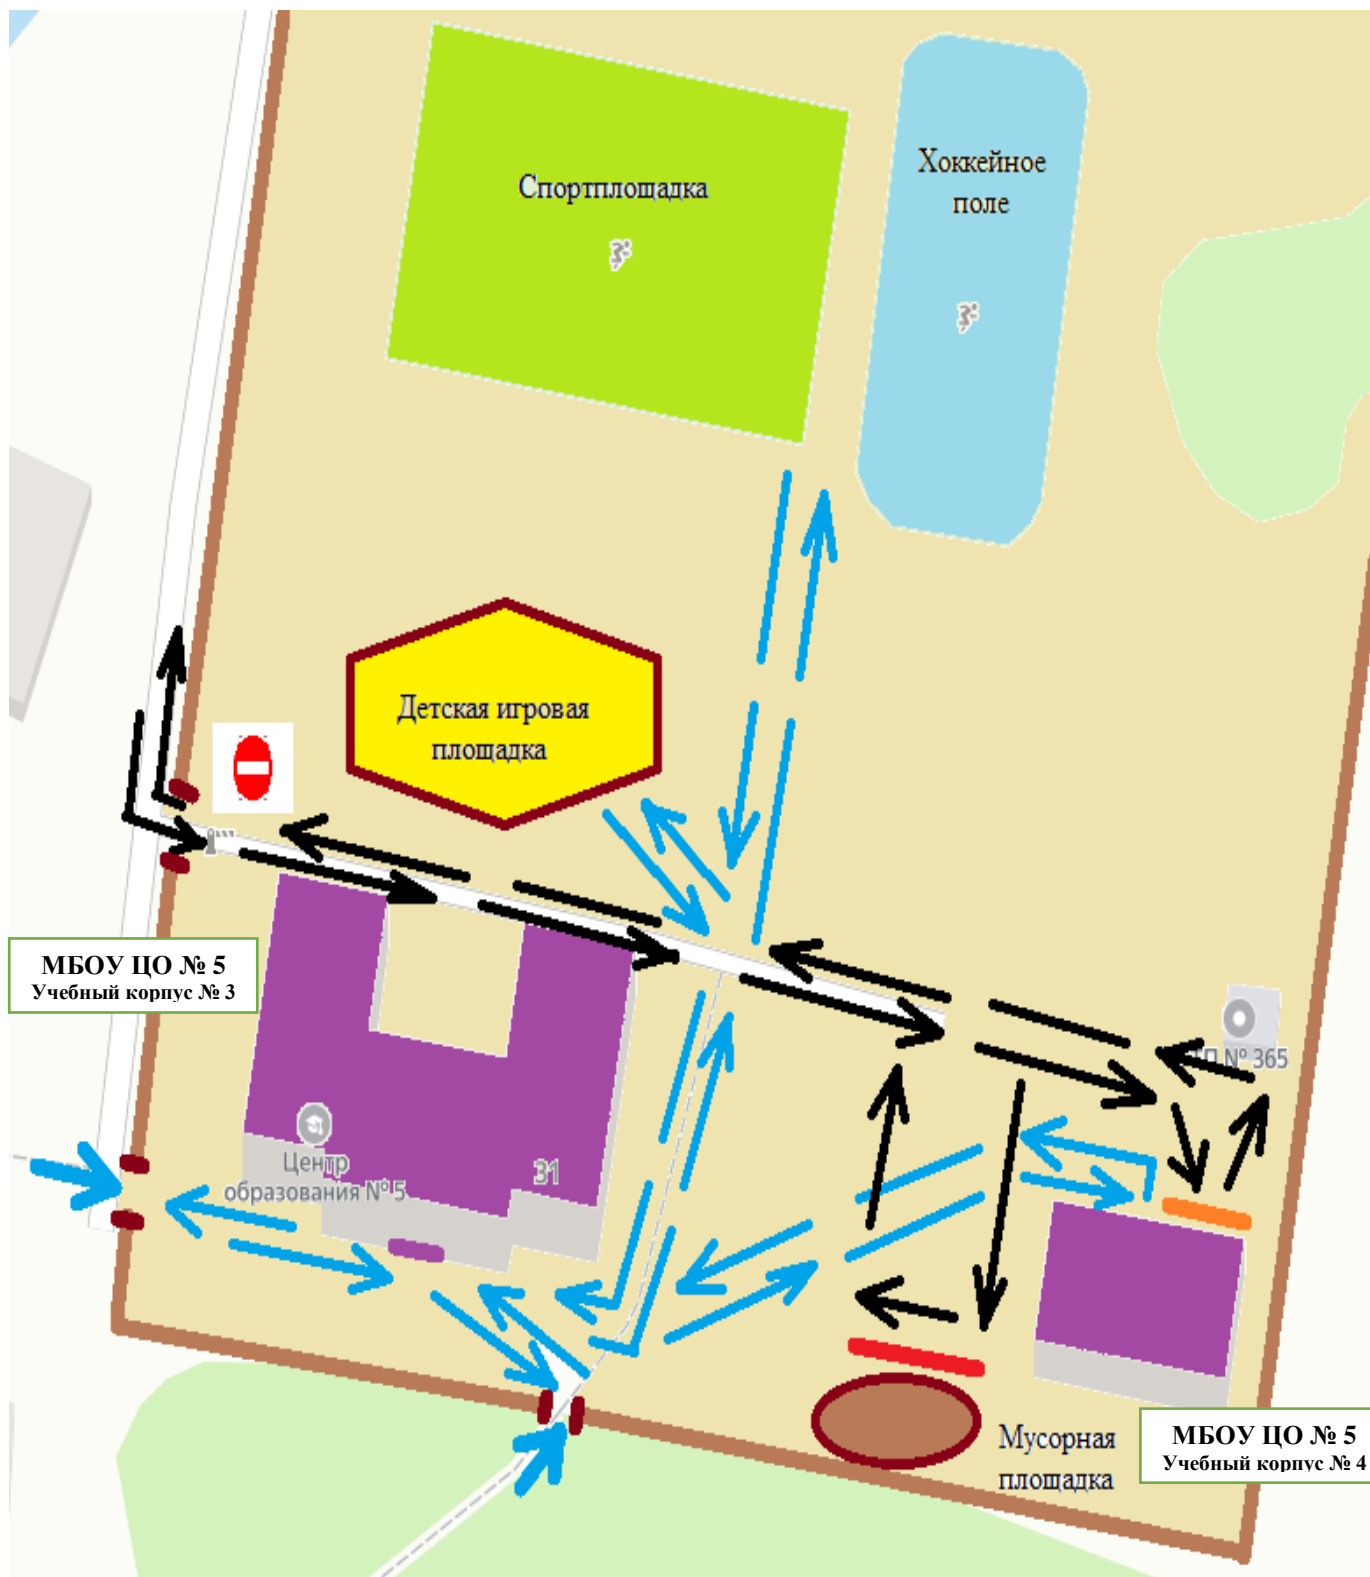 Спортплощадка
Хоккейное
поле
Детская игровая
площадка
МБОУ ЦО № 5
Учебный корпус № 3
ТП № 365
Центр
образования № 5
31
Мусорная
площадка
МБОУ ЦО № 5
Учебный корпус № 4